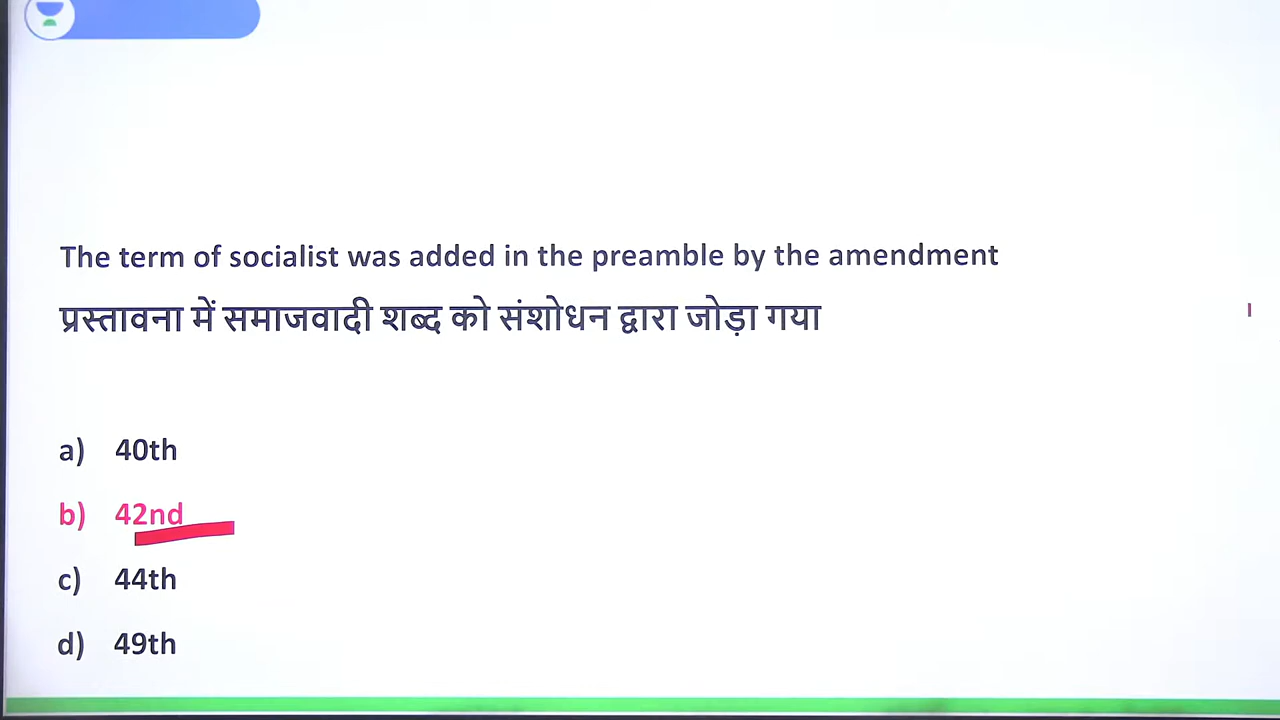 The term of socialist was added in the preamble by the amendment
प्रस्तावना में समाजवादी शब्द को संशोधन द्वारा जोड़ा गया
a) 40th
b) 42nd
c) 44th
d) 49th